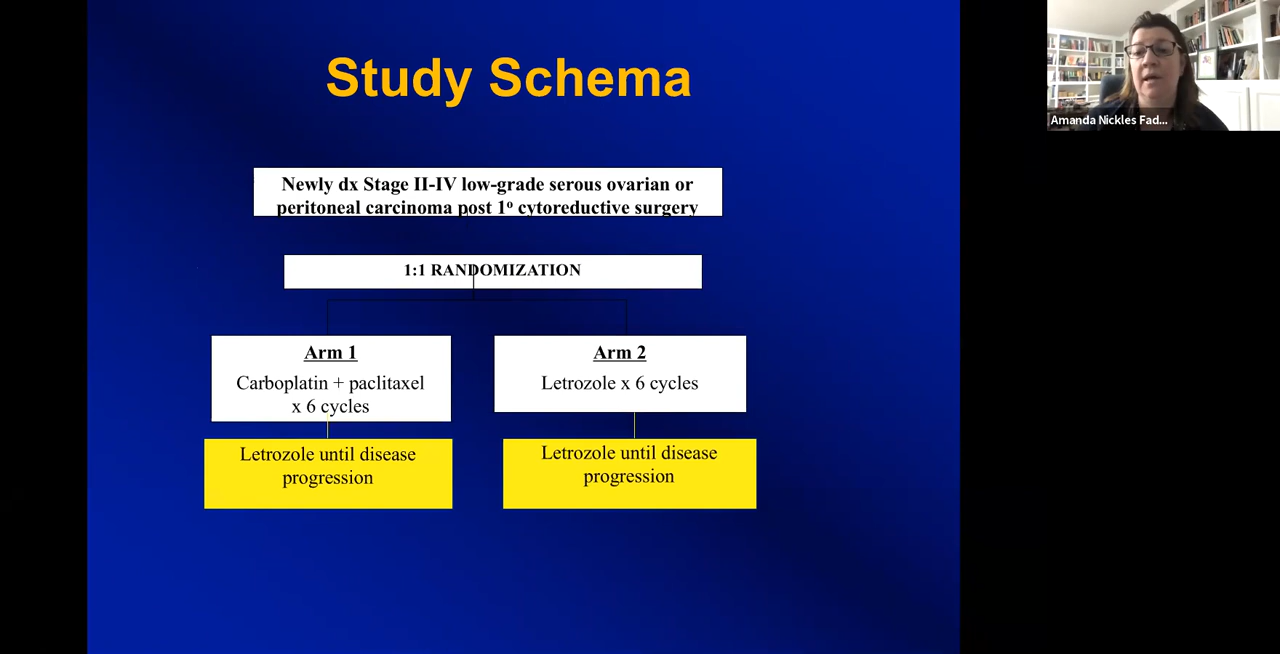 Study Schema
Newly dx Stage II-IV low-grade serous ovarian or
peritoneal carcinoma post 1º cytoreductive surgery
1:1 RANDOMIZATION
Arm 1
Carboplatin + paclitaxel
x 6 cycles
Letrozole until disease
progression
Arm 2
Letrozole x 6 cycles
Letrozole until disease
progression
Amanda Nickles Fad...